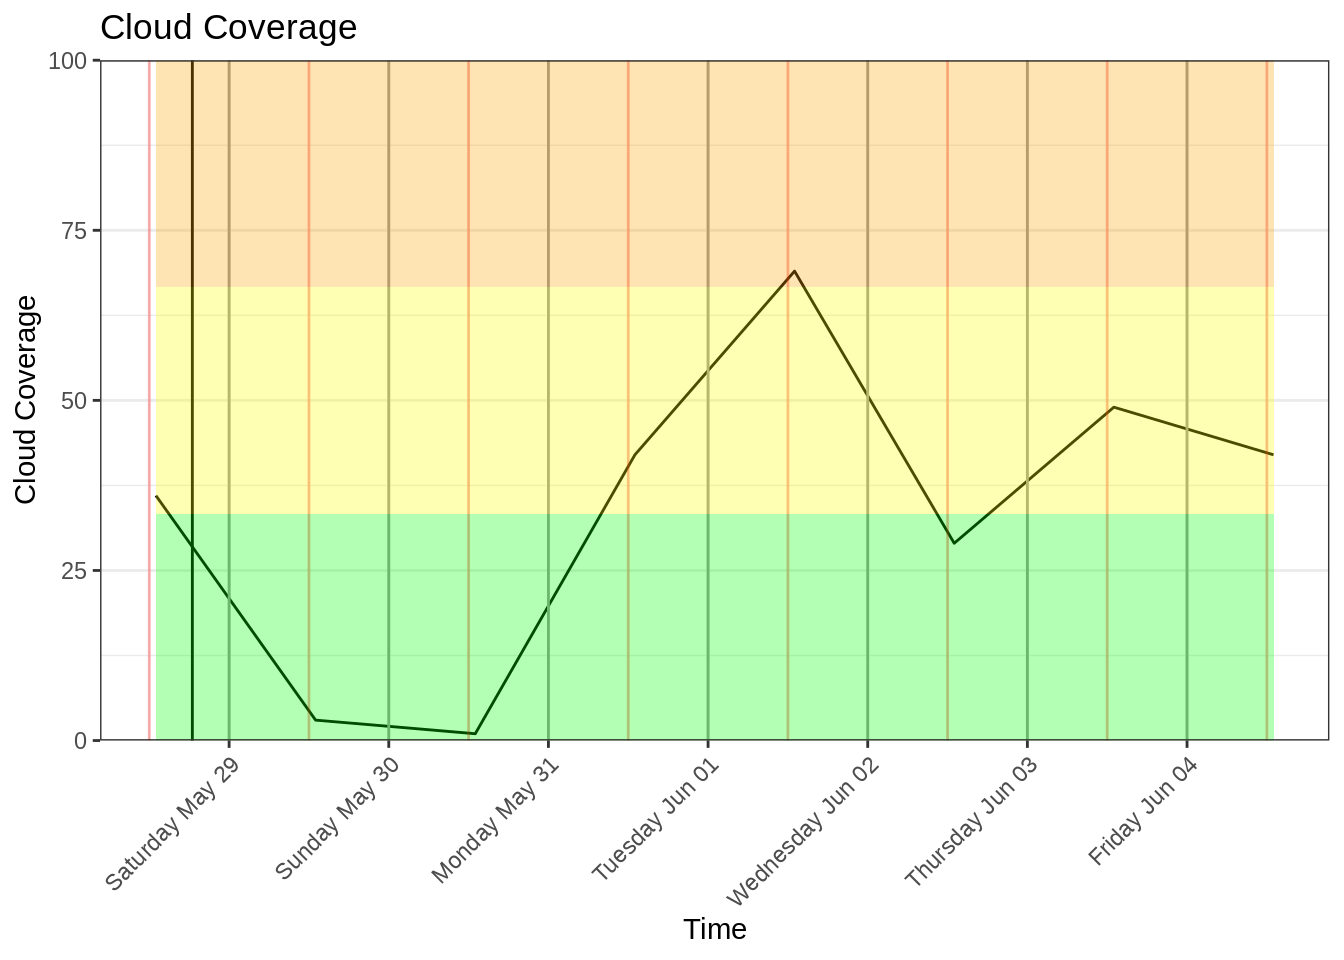 Cloud Coverage
100
75
50
25
0
Cloud Coverage
Saturday May 29
Sunday May 30
Monday May 31
Tuesday Jun 01
Wednesday Jun 02
Thursday Jun 03
Friday Jun 04
Time